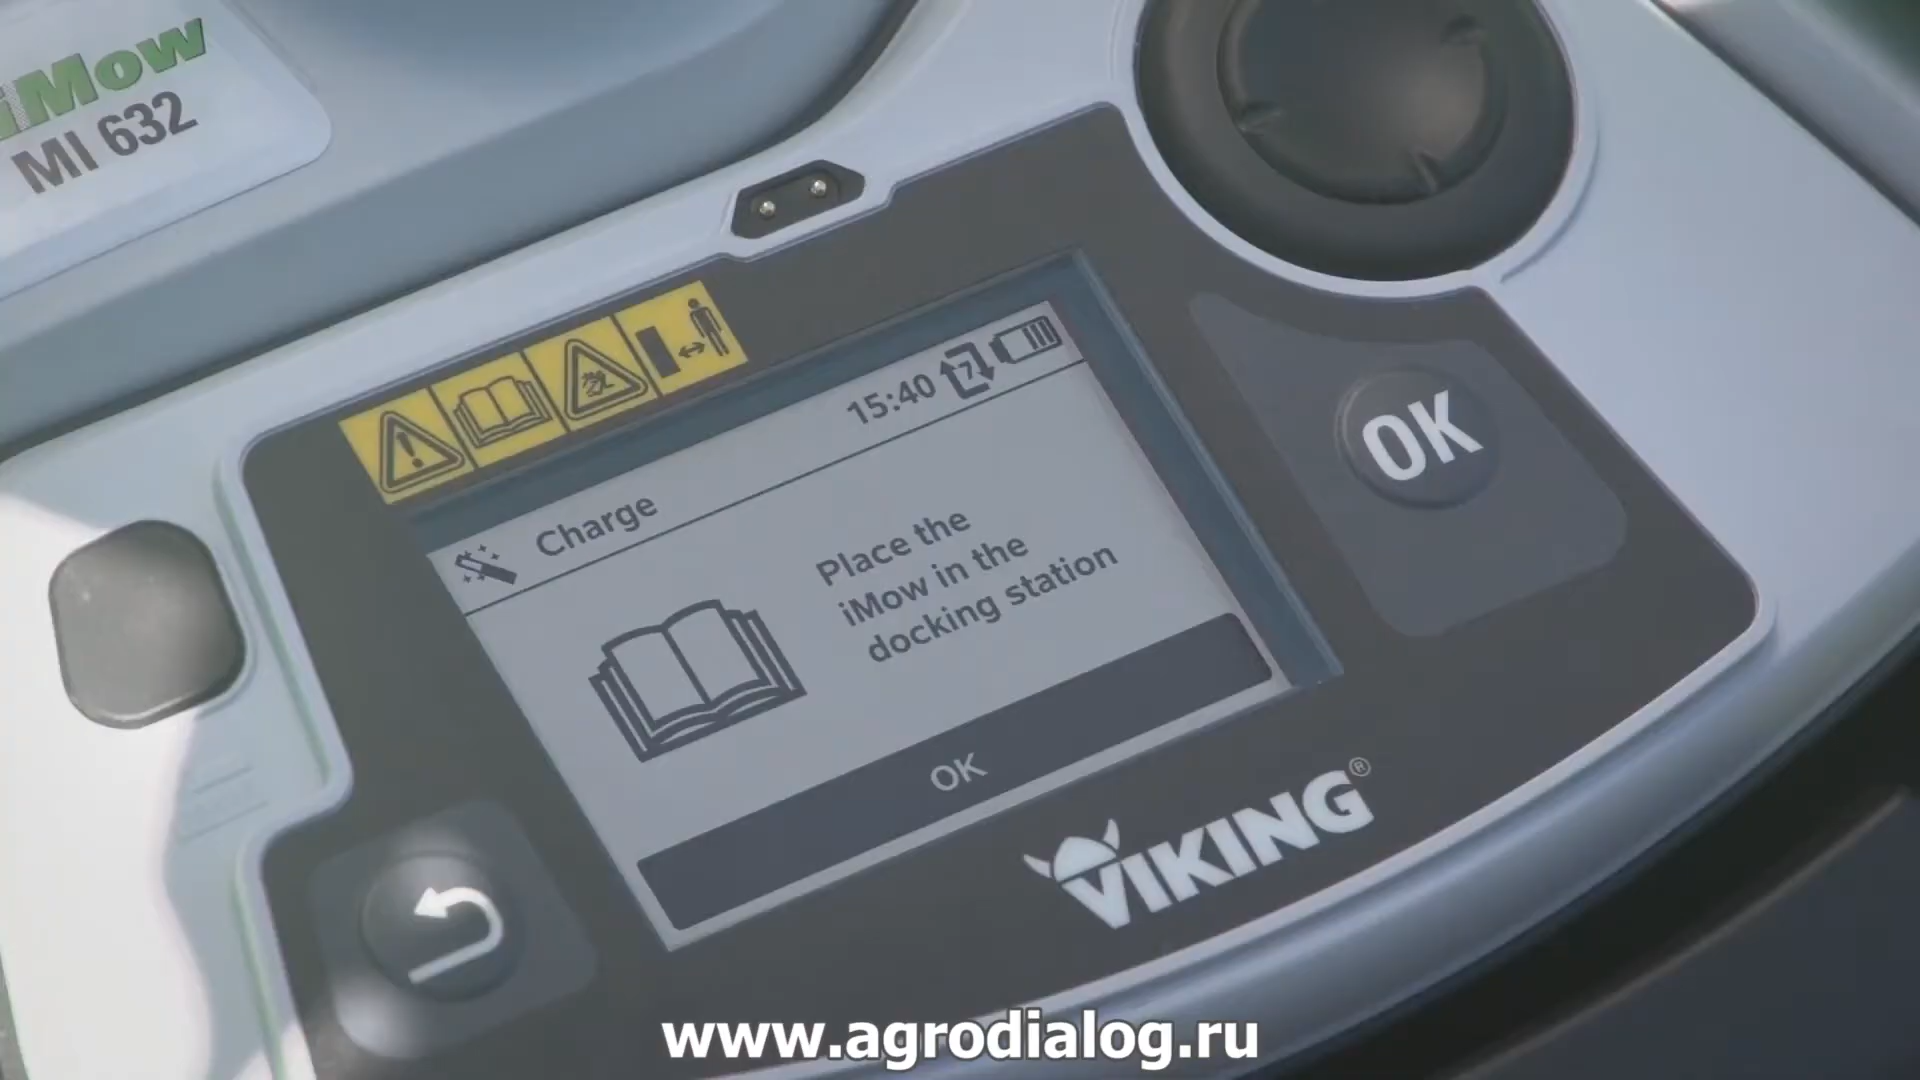 iMow
MI 632
15:40
7
Charge
Place the
iMow in the
docking station
OK
OK
VIKING®
www.agrodialog.ru